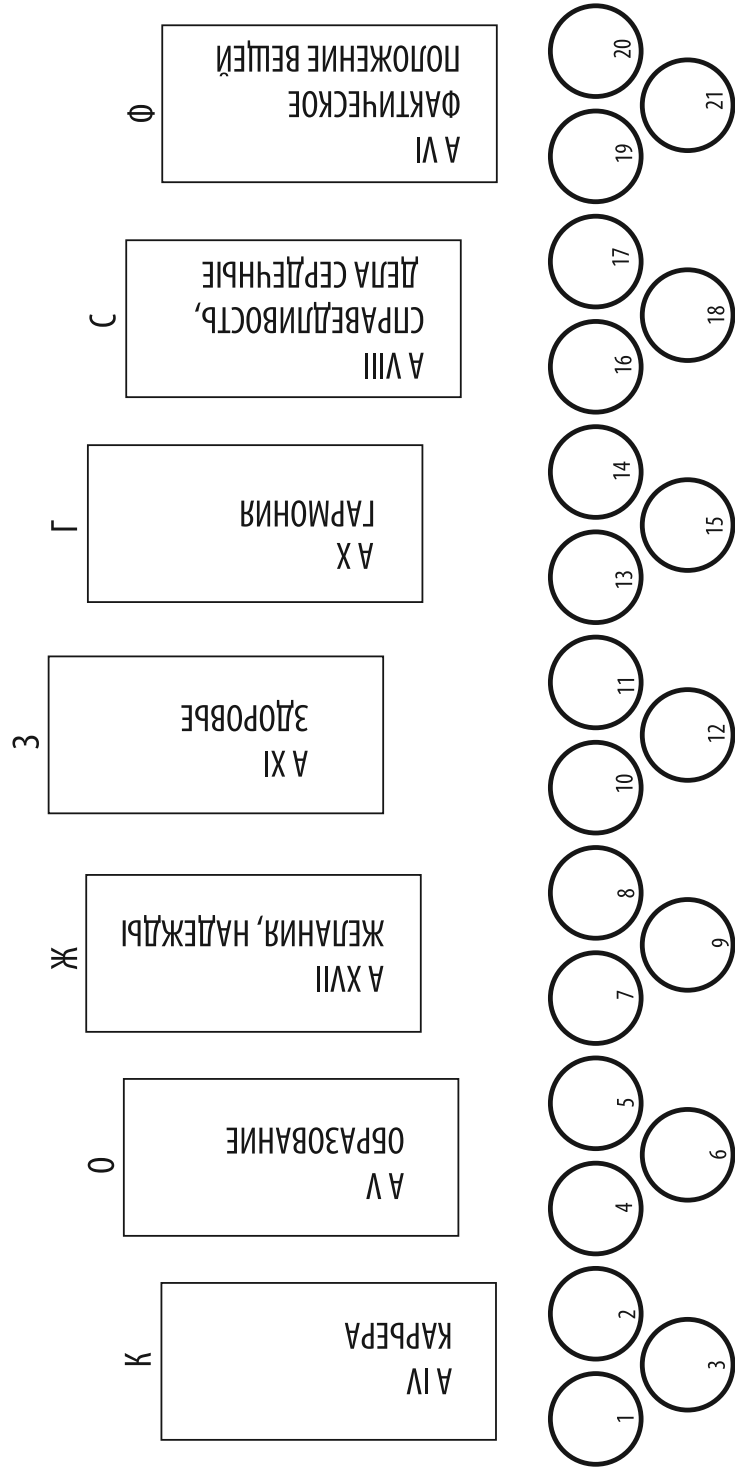 К
A IV
КАРЬЕРА
О
A V
ОБРАЗОВАНИЕ
Ж
A XVII
ЖЕЛАНИЯ, НАДЕЖДЫ
З
A XI
ЗДОРОВЬЕ
Г
A X
ГАРМОНИЯ
С
A VIII
СПРАВЕДЛИВОСТЬ,
ДЕЛА СЕРДЕЧНЫЕ
Ф
A VI
ФАКТИЧЕСКОЕ
ПОЛОЖЕНИЕ ВЕЩЕЙ
1
2
3
4
5
6
7
8
9
10
11
12
13
14
15
16
17
18
19
20
21